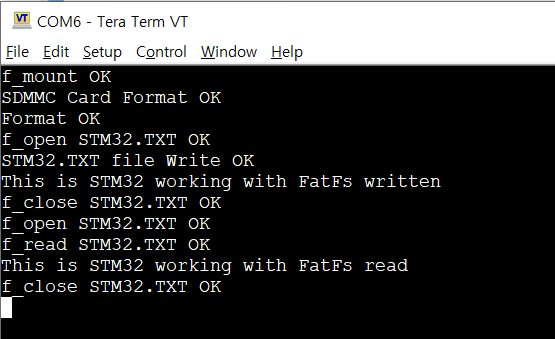 VT
COM6 - Tera Term VT
File Edit Setup Control Window Help
f_mount OK
SDMMC Card Format OK
Format OK
f_open STM32.TXT OK
STM32.TXT file Write OK
This is STM32 working with FatFs written
f_close STM32.TXT OK
f_open STM32.TXT OK
f_read STM32.TXT OK
This is STM32 working with FatFs read
f_close STM32.TXT OK